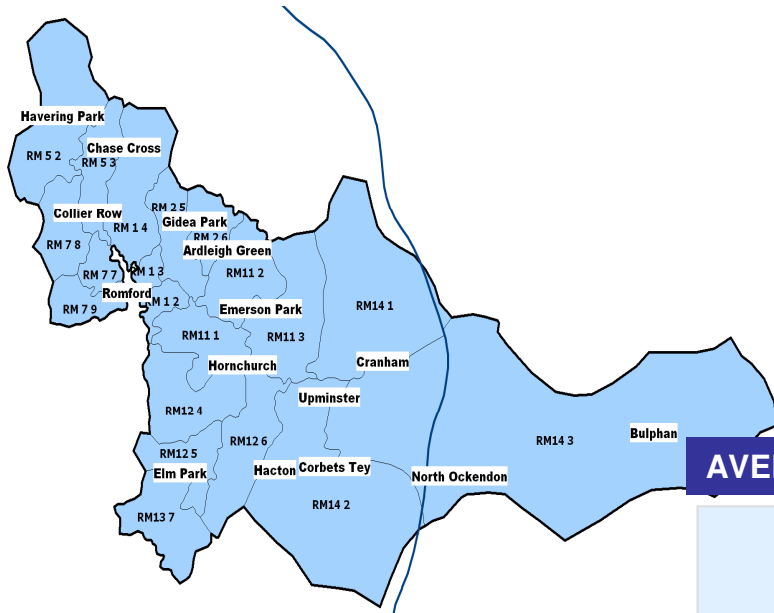 Havering Park
Chase Cross
RM 5 2
RM 5 3
RM 2 5
Collier Row
Gidea Park
RM 1 4
RM 2 6
RM 7 8
Ardleigh Green
RM 7 7
RM 1 3
RM11 2
Romford
RM 1 2
RM 7 9
Emerson Park
RM14 1
RM11 1
RM11 3
Hornchurch
Cranham
Upminster
RM12 4
Bulphan
RM12 5
RM12 6
RM14 3
Elm Park
Hacton
Corbets Tey
North Ockendon
RM14 2
RM13 7